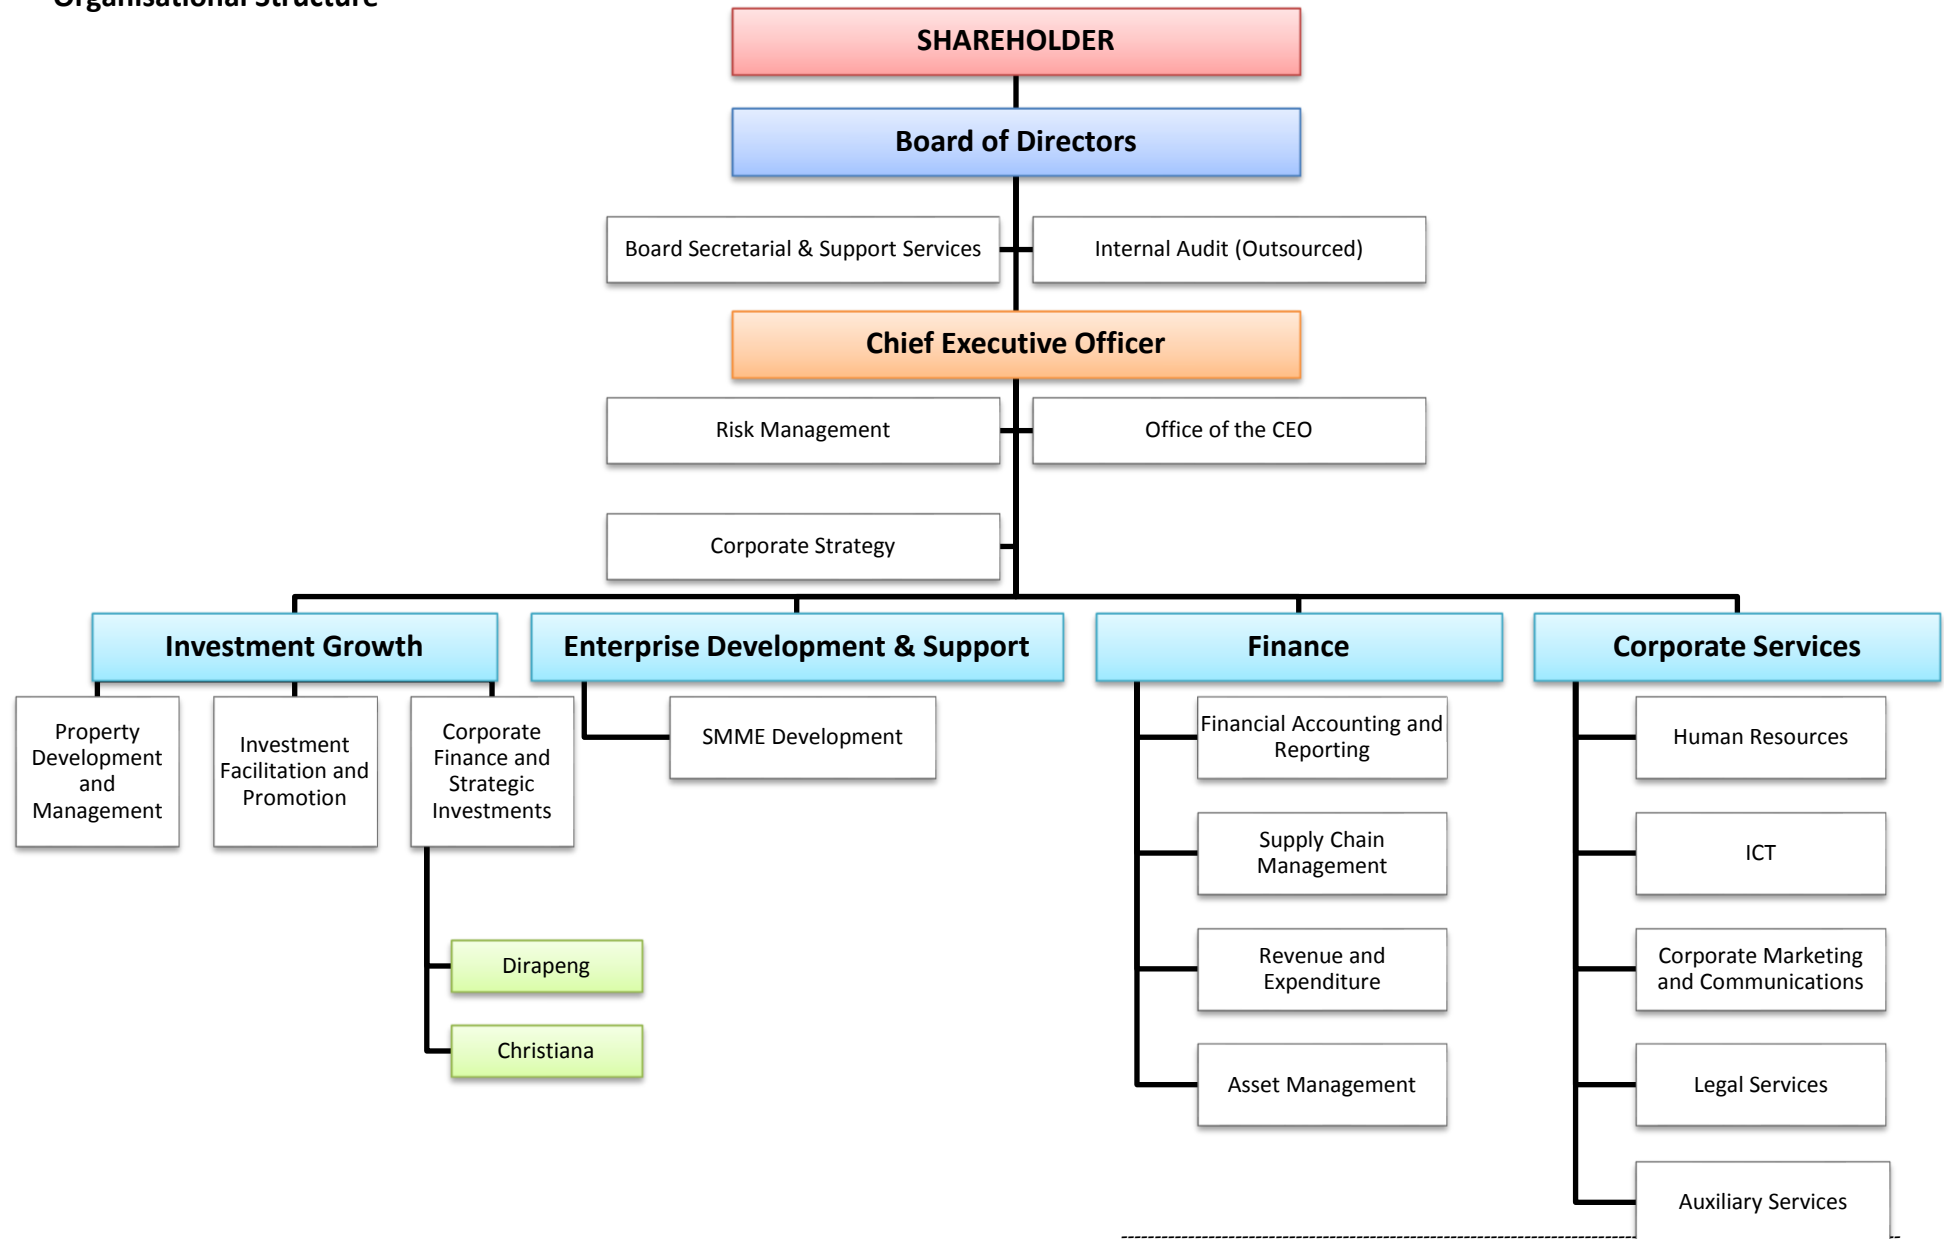 Organisational Structure
SHAREHOLDER
Board of Directors
Board Secretarial & Support Services
Internal Audit (Outsourced)
Chief Executive Officer
Risk Management
Office of the CEO
Corporate Strategy
Investment Growth
Enterprise Development & Support
Finance
Corporate Services
Property
Development
and
Management
Investment
Facilitation and
Promotion
Corporate
Finance and
Strategic
Investments
Dirapeng
Christiana
SMME Development
Financial Accounting and
Reporting
Supply Chain
Management
Revenue and
Expenditure
Asset Management
Human Resources
ICT
Corporate Marketing
and Communications
Legal Services
Auxiliary Services